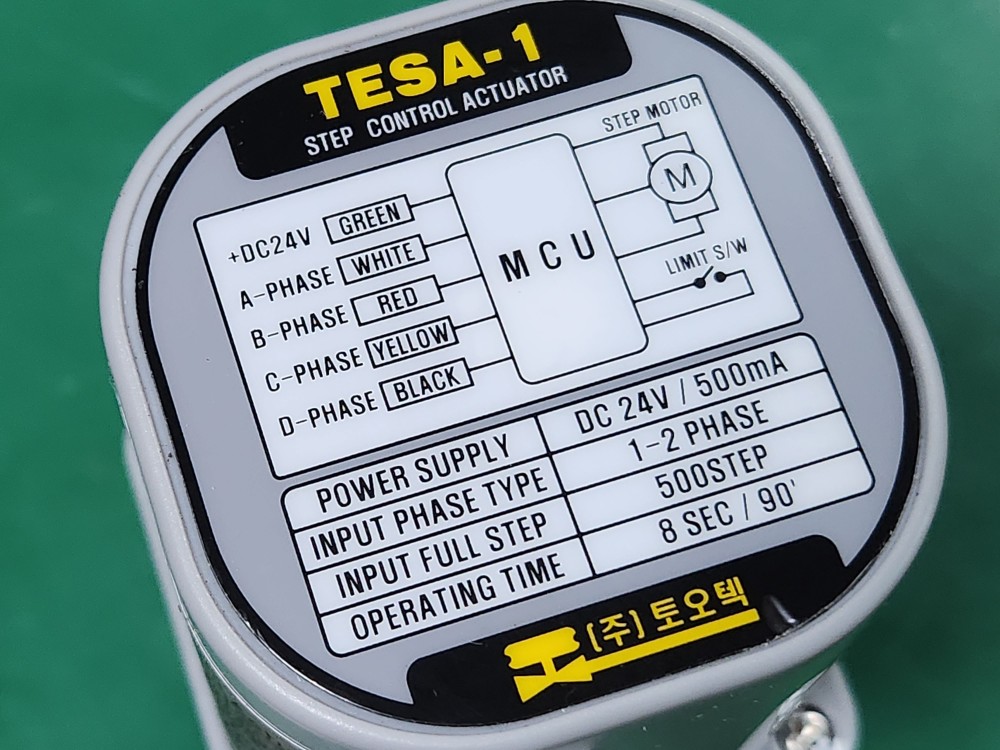 TESA-1
STEP CONTROL ACTUATOR
STEP MOTOR
M
+DC24V GREEN
A-PHASE WHITE
B-PHASE RED
C-PHASE YELLOW
D-PHASE BLACK
MCU
LIMIT S/W
POWER SUPPLY DC 24V / 500mA
INPUT PHASE TYPE 1-2 PHASE
INPUT FULL STEP 500STEP
OPERATING TIME 8 SEC / 90'
(주)토오텍